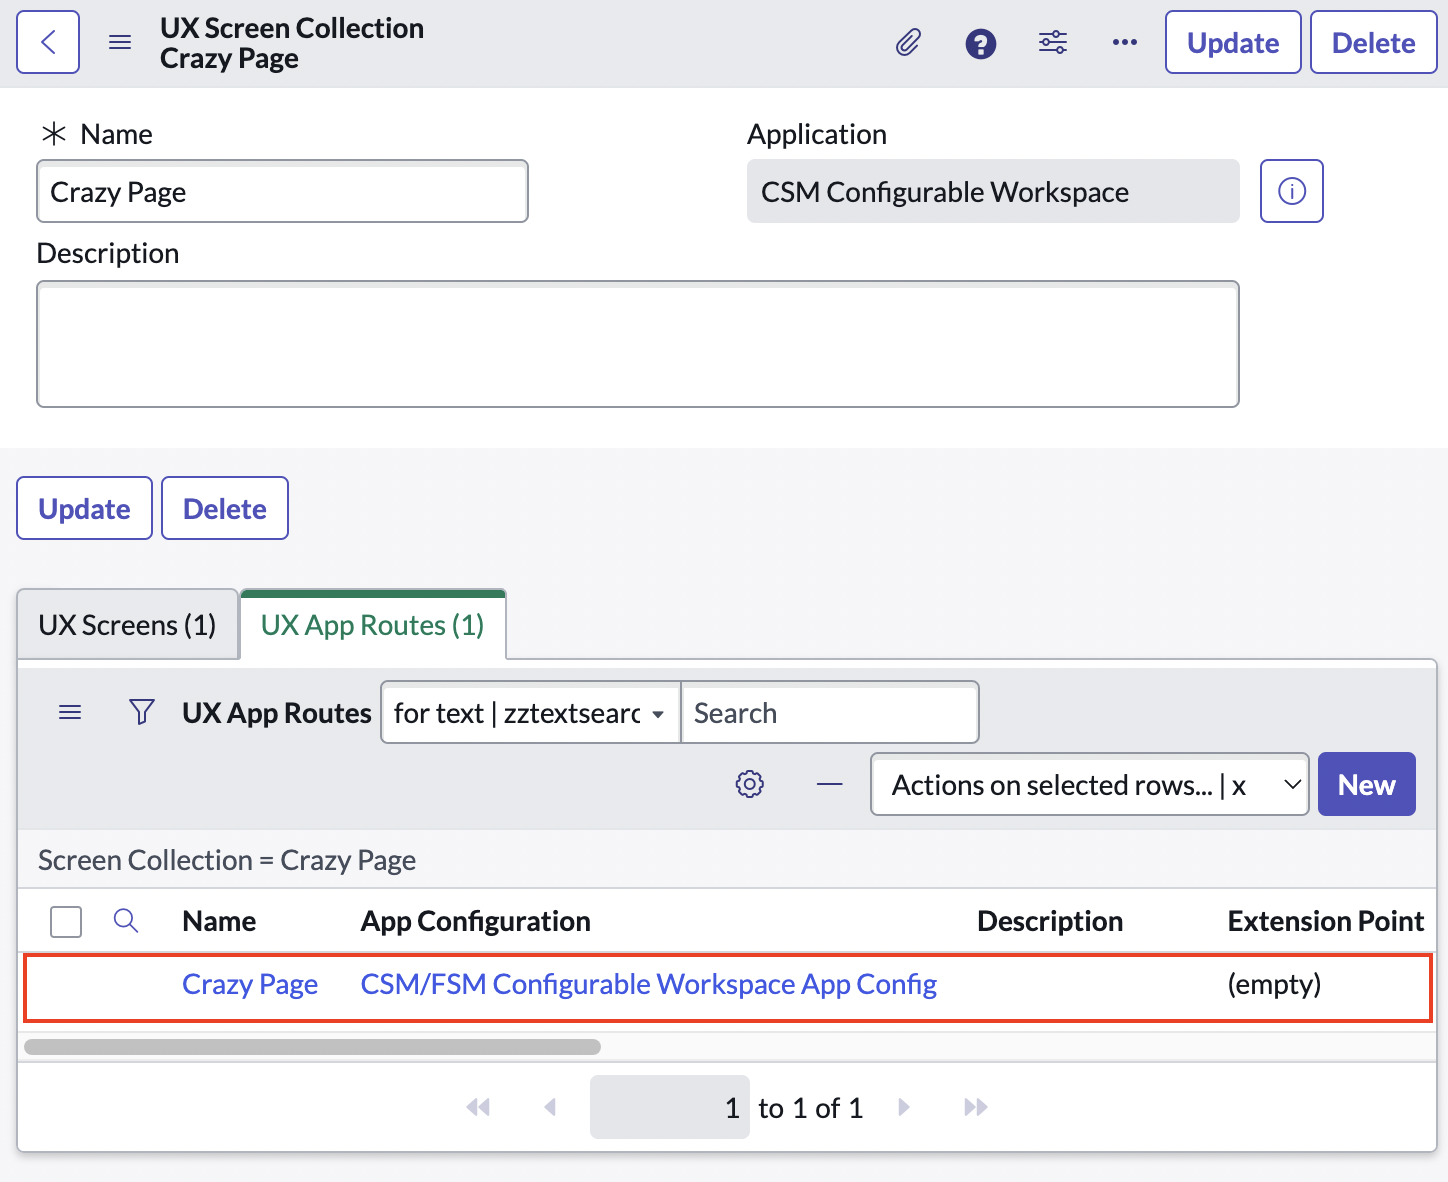 UX Screen Collection
Crazy Page
Update
Delete
Name
Application
Crazy Page
CSM Configurable Workspace
Description
Update
Delete
UX Screens (1)
UX App Routes (1)
UX App Routes
for text | zztextsearc
Search
Actions on selected rows... | x
New
Screen Collection = Crazy Page
Name App Configuration Description Extension Point
Crazy Page CSM/FSM Configurable Workspace App Config (empty)
1 to 1 of 1